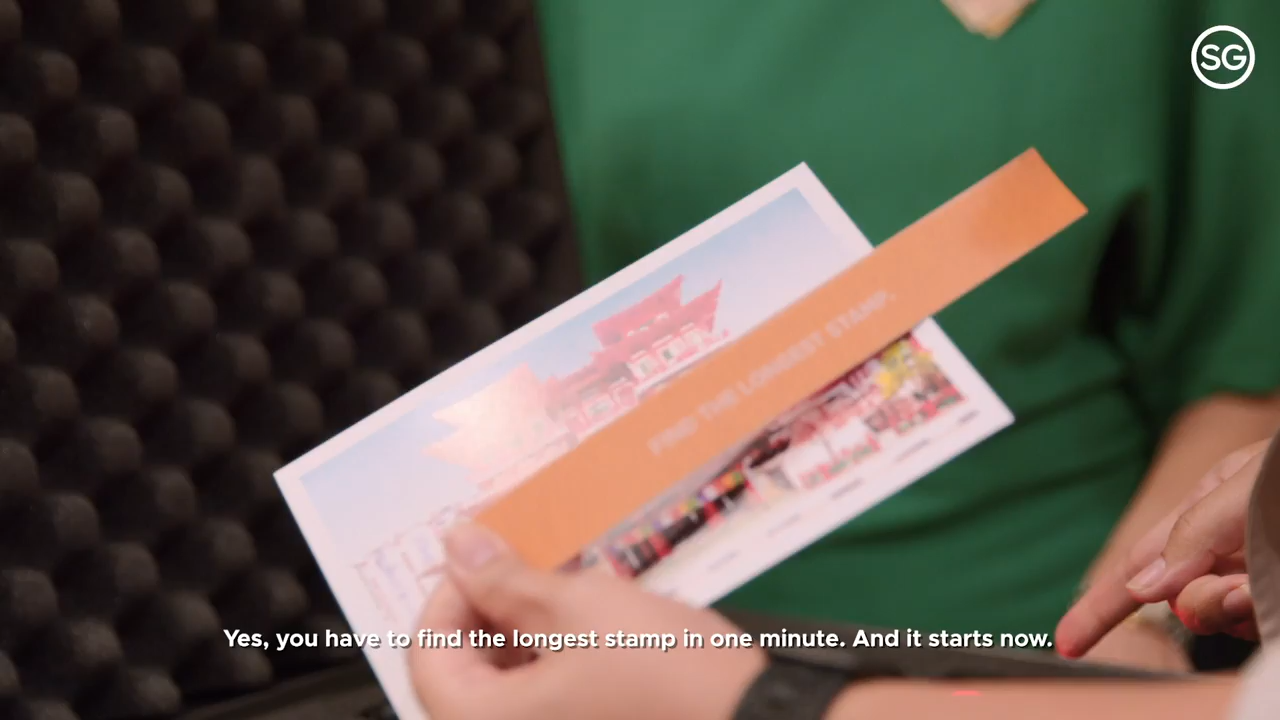 SG
FIND THE LONGEST STAMP.
Yes, you have to find the longest stamp in one minute. And it starts now.